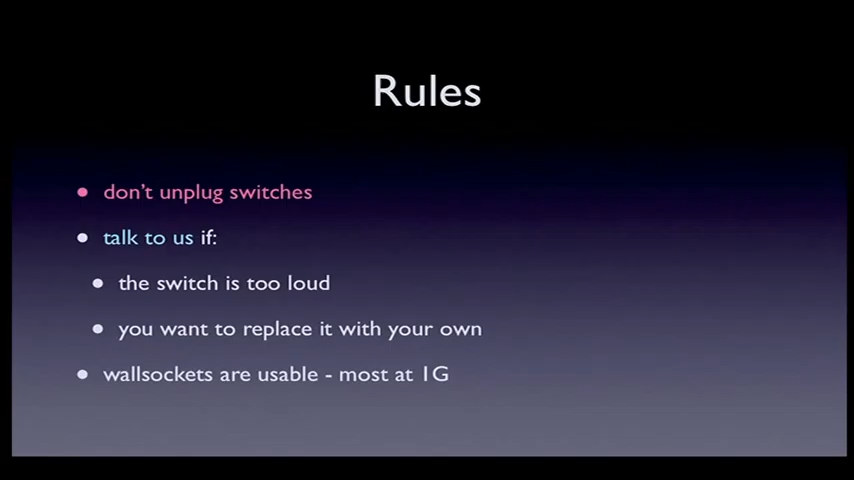 Rules
• don't unplug switches
• talk to us if:
• the switch is too loud
• you want to replace it with your own
• wallsockets are usable - most at 1G